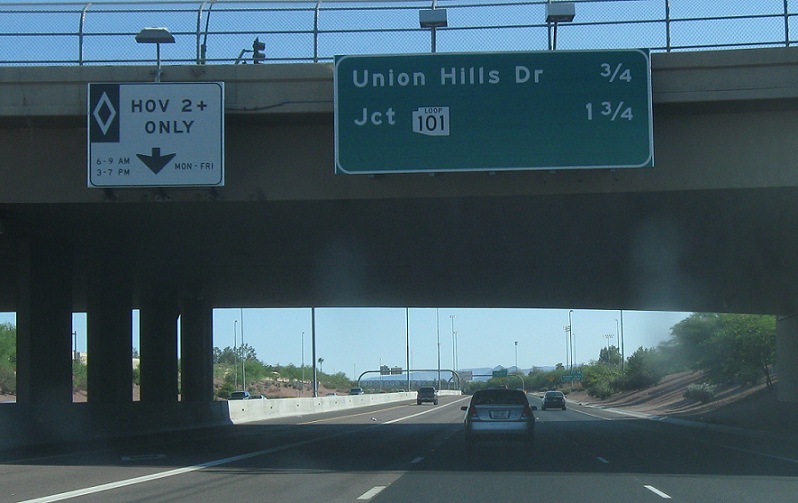 HOV 2+
ONLY
6-9 AM
3-7 PM
MON-FRI
Union Hills Dr 3/4
Jct LOOP 101 1 3/4